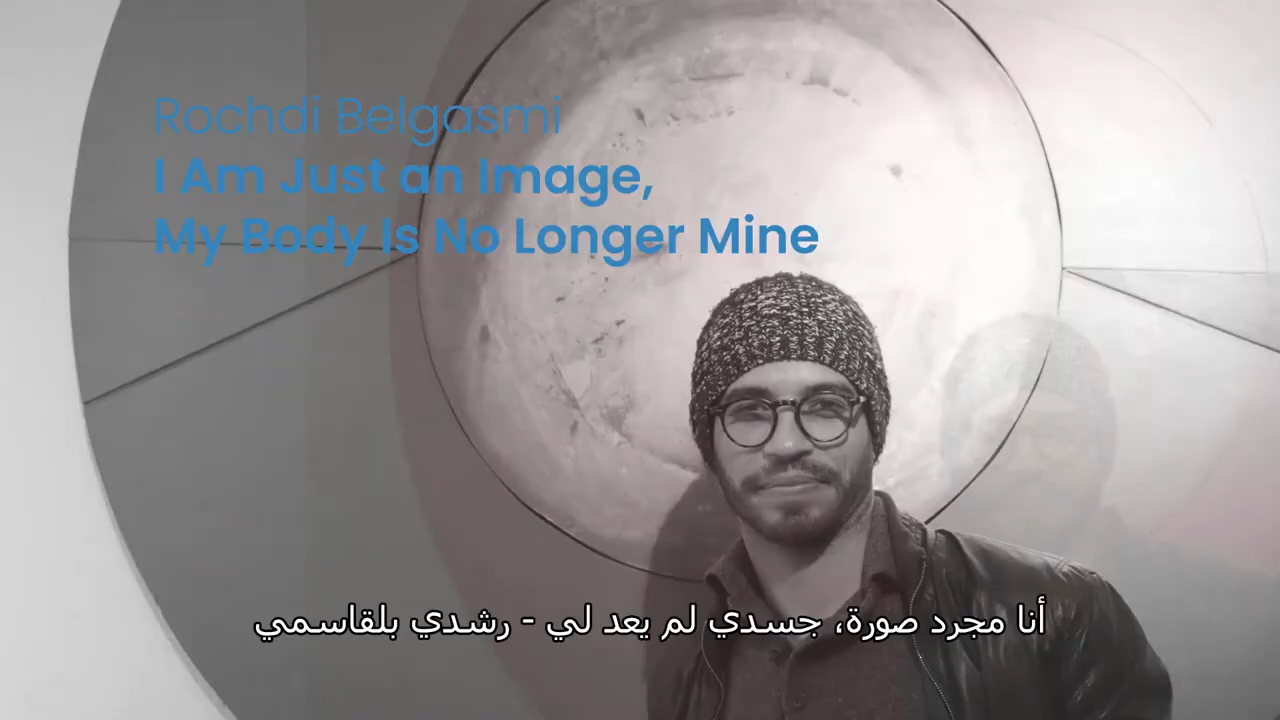 Rochdi Belgasmi
I Am Just an Image,
My Body Is No Longer Mine
أنا مجرد صورة، جسدي لم يعد لي - رشدي بلقاسمي